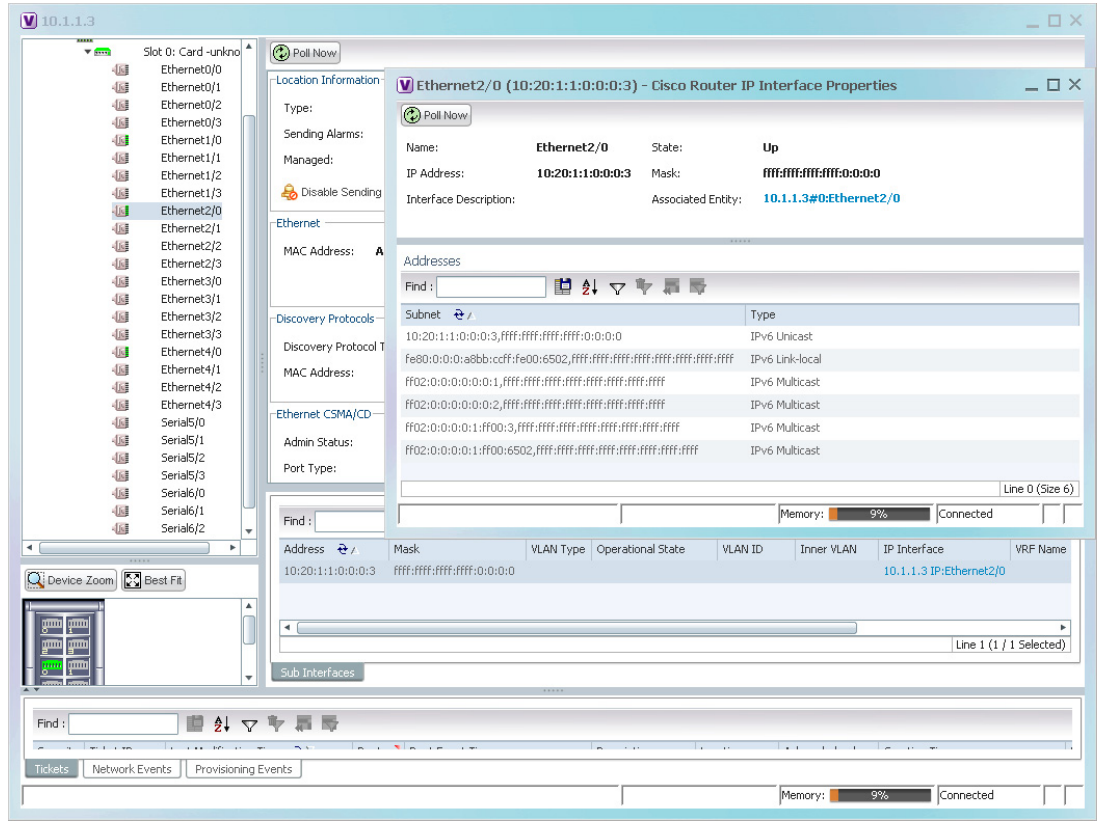 10.1.1.3
Slot 0: Card -unkno
Ethernet0/0
Ethernet0/1
Ethernet0/2
Ethernet0/3
Ethernet1/0
Ethernet1/1
Ethernet1/2
Ethernet1/3
Ethernet2/0
Ethernet2/1
Ethernet2/2
Ethernet2/3
Ethernet3/0
Ethernet3/1
Ethernet3/2
Ethernet3/3
Ethernet4/0
Ethernet4/1
Ethernet4/2
Ethernet4/3
Serial5/0
Serial5/1
Serial5/2
Serial5/3
Serial6/0
Serial6/1
Serial6/2
Device Zoom Best Fit
Poll Now
Location Information
Type:
Sending Alarms:
Managed:
Disable Sending
Ethernet
MAC Address: A
Discovery Protocols
Discovery Protocol T
MAC Address:
Ethernet CSMA/CD
Admin Status:
Port Type:
Ethernet2/0 (10:20:1:1:0:0:0:3) - Cisco Router IP Interface Properties
Poll Now
Name: Ethernet2/0 State: Up
IP Address: 10:20:1:1:0:0:0:3 Mask: ffff:ffff:ffff:ffff:0:0:0:0
Interface Description: Associated Entity: 10.1.1.3#0:Ethernet2/0
Addresses
Find :
Subnet Type
10:20:1:1:0:0:0:3,ffff:ffff:ffff:ffff:0:0:0:0 IPv6 Unicast
fe80:0:0:0:a8bb:ccff:fe00:6502,ffff:ffff:ffff:ffff:ffff:ffff:ffff:ffff IPv6 Link-local
ff02:0:0:0:0:0:0:1,ffff:ffff:ffff:ffff:ffff:ffff:ffff:ffff IPv6 Multicast
ff02:0:0:0:0:0:0:2,ffff:ffff:ffff:ffff:ffff:ffff:ffff:ffff IPv6 Multicast
ff02:0:0:0:0:1:ff00:3,ffff:ffff:ffff:ffff:ffff:ffff:ffff:ffff IPv6 Multicast
ff02:0:0:0:0:1:ff00:6502,ffff:ffff:ffff:ffff:ffff:ffff:ffff:ffff IPv6 Multicast
Line 0 (Size 6)
Memory: 9% Connected
Find :
Address Mask VLAN Type Operational State VLAN ID Inner VLAN IP Interface VRF Name
10:20:1:1:0:0:0:3 ffff:ffff:ffff:ffff:0:0:0:0 10.1.1.3 IP:Ethernet2/0
Line 1 (1 / 1 Selected)
Sub Interfaces
Find :
Tickets Network Events Provisioning Events
Memory: 9% Connected